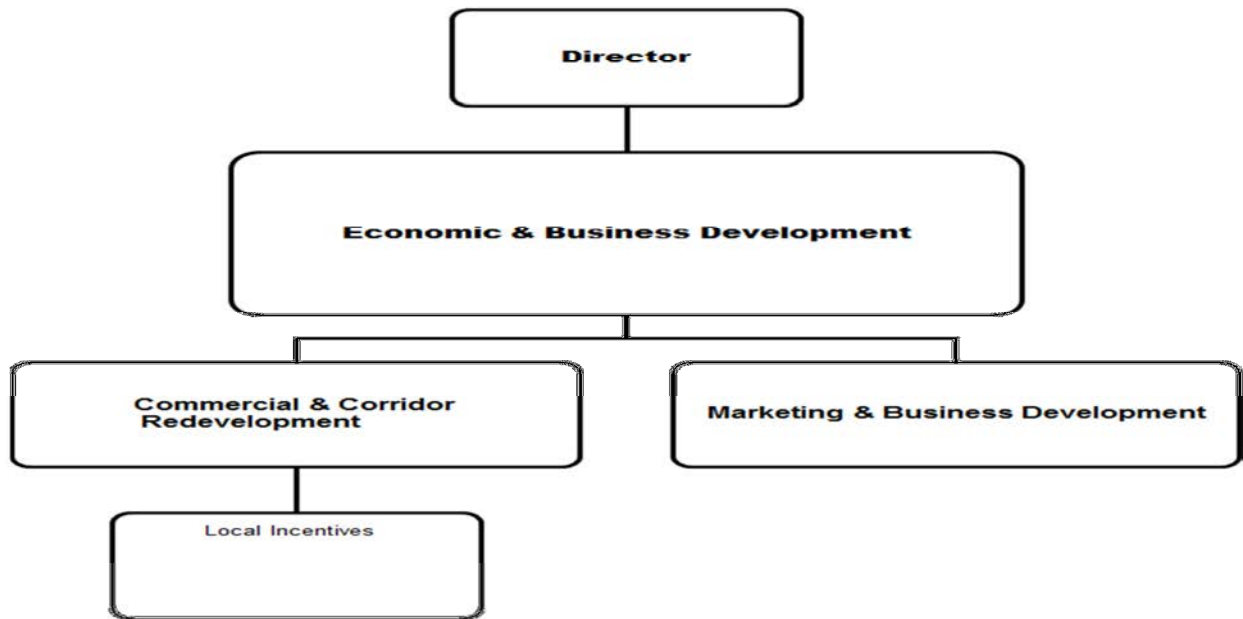 Director
Economic & Business Development
Commercial & Corridor
Redevelopment
Marketing & Business Development
Local Incentives